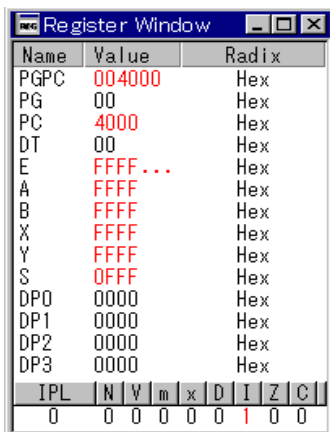 REG Register Window
Name Value Radix
PGPC 004000 Hex
PG 00 Hex
PC 4000 Hex
DT 00 Hex
E FFFF... Hex
A FFFF Hex
B FFFF Hex
X FFFF Hex
Y FFFF Hex
S 0FFF Hex
DP0 0000 Hex
DP1 0000 Hex
DP2 0000 Hex
DP3 0000 Hex
IPL N V m x D I Z C
0 0 0 0 0 0 1 0 0